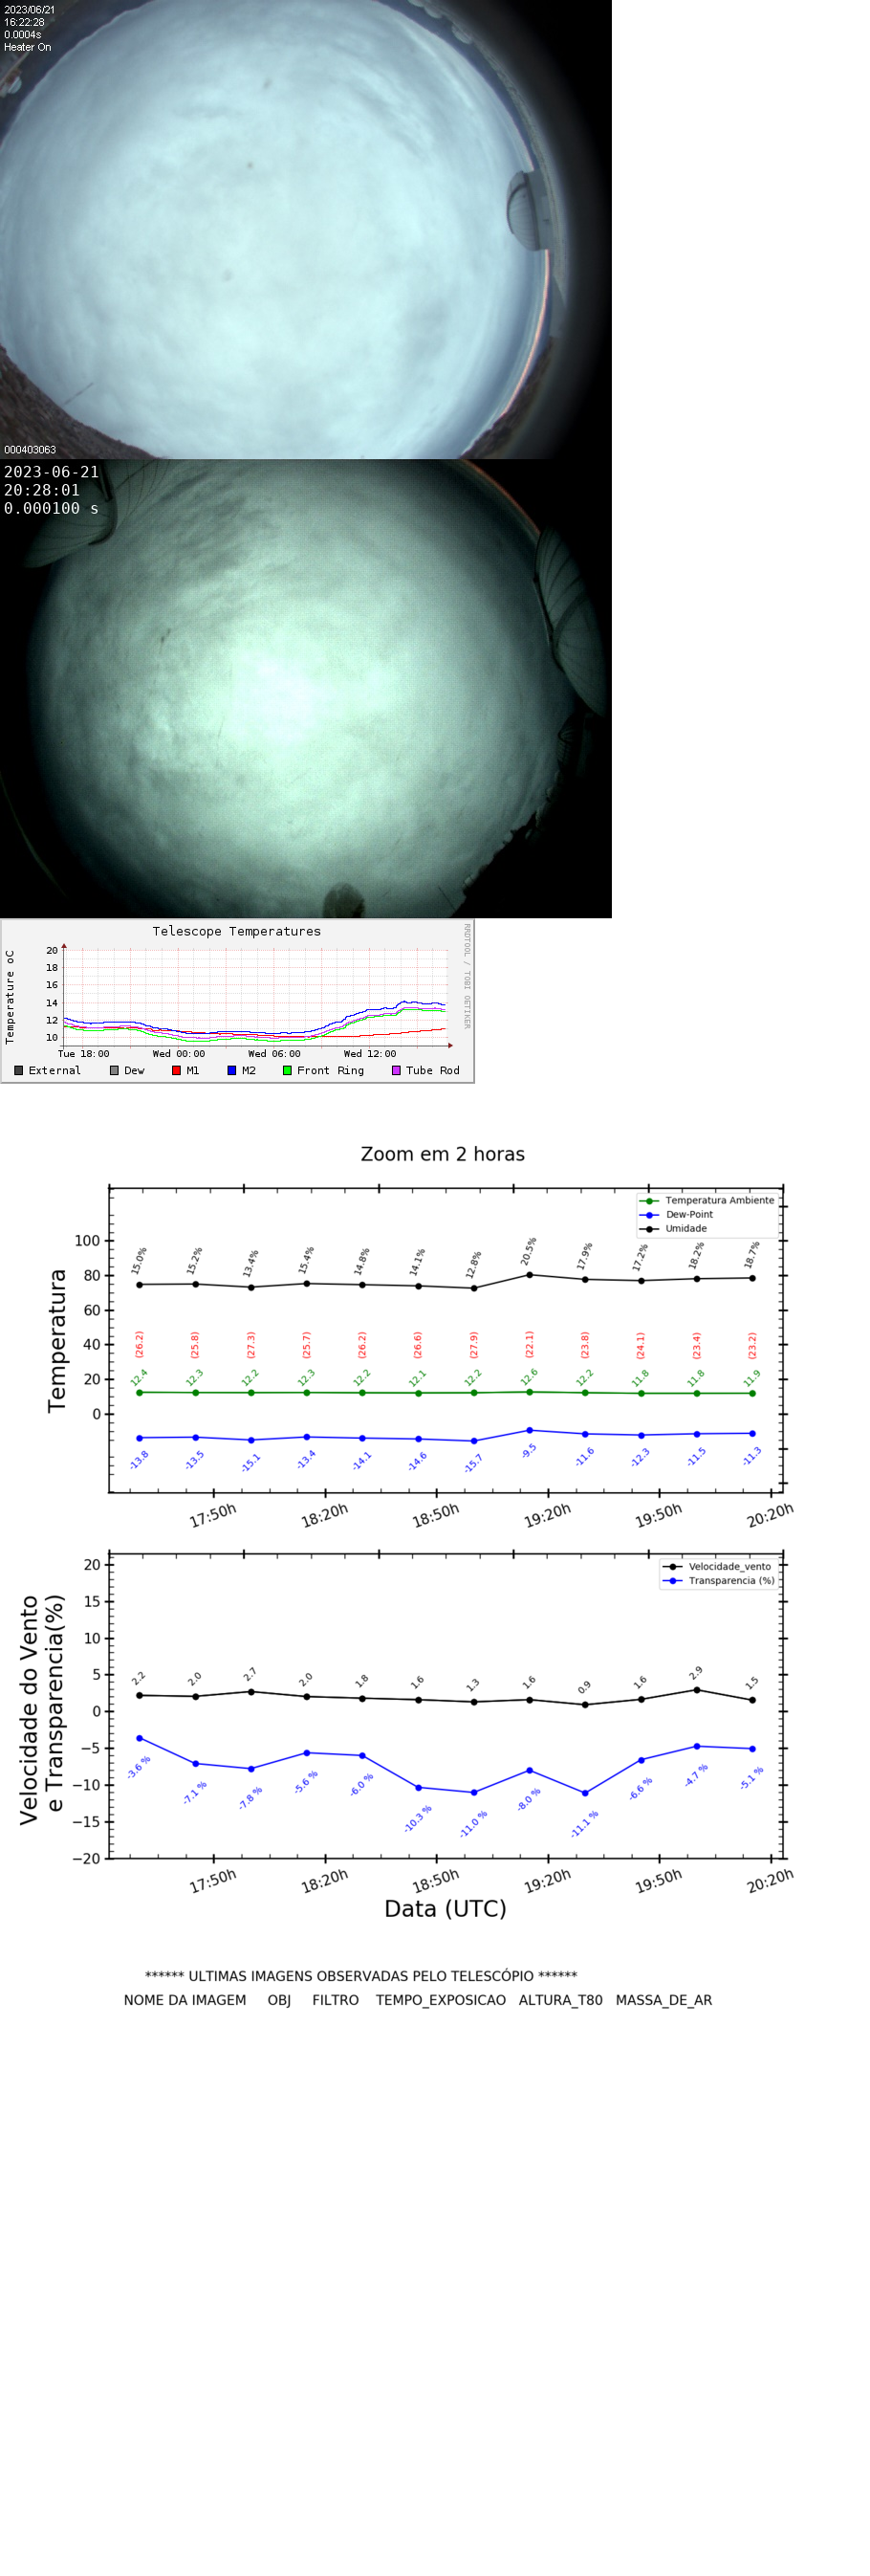 2023/06/21
16:22:28
0.0004s
Heater On
000403063
2023-06-21
20:28:01
0.000100 s
Telescope Temperatures
RRDTOOL / TOBI OETIKER
Temperature oC
20
18
16
14
12
10
Tue 18:00 Wed 00:00 Wed 06:00 Wed 12:00
External Dew M1 M2 Front Ring Tube Rod
Zoom em 2 horas
Temperatura Ambiente
Dew-Point
Umidade
Temperatura
100
80
60
40
20
0
15.0% 15.2% 13.4% 15.4% 14.8% 14.1% 12.8% 20.5% 17.9% 17.2% 18.2% 18.7%
(26.2) (25.8) (27.3) (25.7) (26.2) (26.6) (27.9) (22.1) (23.8) (24.1) (23.4) (23.2)
12.4 12.3 12.2 12.3 12.2 12.1 12.2 12.6 12.2 11.8 11.8 11.9
-13.8 -13.5 -15.1 -13.4 -14.1 -14.6 -15.7 -9.5 -11.6 -12.3 -11.5 -11.3
17:50h 18:20h 18:50h 19:20h 19:50h 20:20h
Velocidade_vento
Transparencia (%)
Velocidade do Vento
e Transparencia(%)
20
15
10
5
0
−5
−10
−15
−20
2.2 2.0 2.7 2.0 1.8 1.6 1.3 1.6 0.9 1.6 2.9 1.5
-3.6 % -7.1 % -7.8 % -5.6 % -6.0 % -10.3 % -11.0 % -8.0 % -11.1 % -6.6 % -4.7 % -5.1 %
17:50h 18:20h 18:50h 19:20h 19:50h 20:20h
Data (UTC)
****** ULTIMAS IMAGENS OBSERVADAS PELO TELESCÓPIO ******
NOME DA IMAGEM OBJ FILTRO TEMPO_EXPOSICAO ALTURA_T80 MASSA_DE_AR